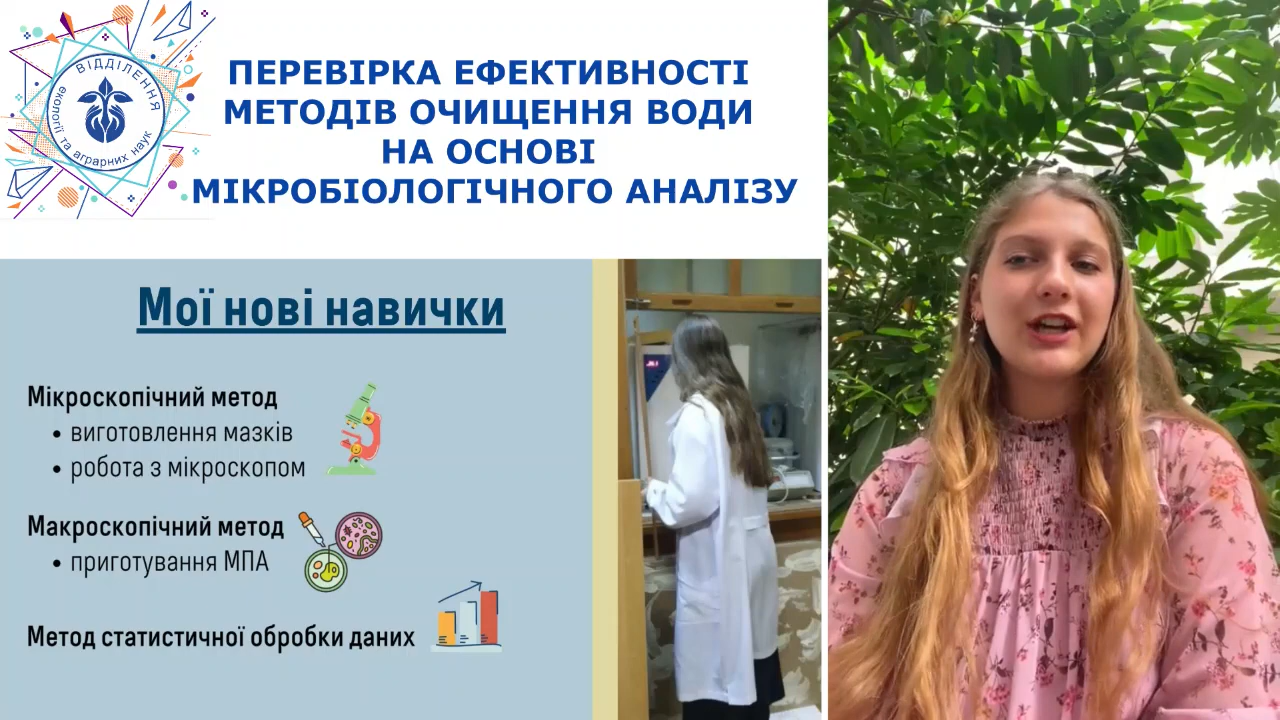 ВІДДІЛЕННЯ
екології та аграрних наук
ПЕРЕВІРКА ЕФЕКТИВНОСТІ
МЕТОДІВ ОЧИЩЕННЯ ВОДИ
НА ОСНОВІ
МІКРОБІОЛОГІЧНОГО АНАЛІЗУ
Мої нові навички
Мікроскопічний метод
• виготовлення мазків
• робота з мікроскопом
Макроскопічний метод
• приготування МПА
Метод статистичної обробки даних